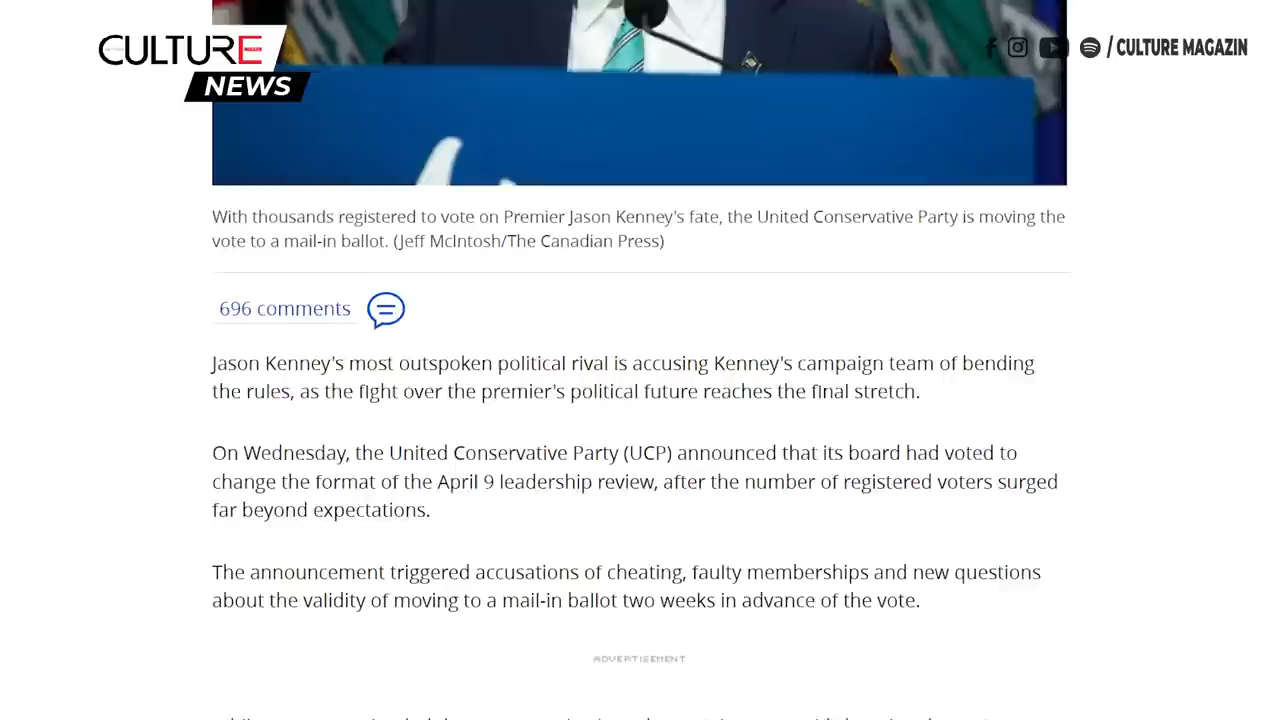 CULTURE
NEWS
/ CULTURE MAGAZIN
With thousands registered to vote on Premier Jason Kenney's fate, the United Conservative Party is moving the
vote to a mail-in ballot. (Jeff McIntosh/The Canadian Press)
696 comments
Jason Kenney's most outspoken political rival is accusing Kenney's campaign team of bending
the rules, as the fight over the premier's political future reaches the final stretch.
On Wednesday, the United Conservative Party (UCP) announced that its board had voted to
change the format of the April 9 leadership review, after the number of registered voters surged
far beyond expectations.
The announcement triggered accusations of cheating, faulty memberships and new questions
about the validity of moving to a mail-in ballot two weeks in advance of the vote.
ADVERTISEMENT